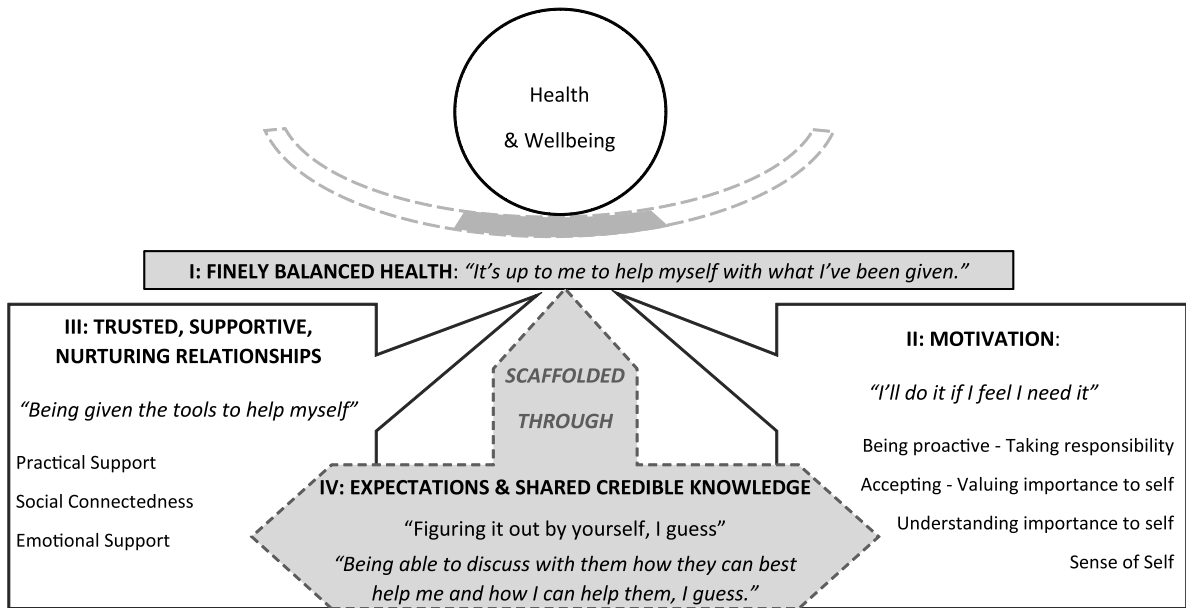 Health
& Wellbeing
I: FINELY BALANCED HEALTH: “It’s up to me to help myself with what I’ve been given.”
III: TRUSTED, SUPPORTIVE,
NURTURING RELATIONSHIPS
“Being given the tools to help myself”
Practical Support
Social Connectedness
Emotional Support
SCAFFOLDED
THROUGH
II: MOTIVATION:
“I’ll do it if I feel I need it”
Being proactive - Taking responsibility
Accepting - Valuing importance to self
Understanding importance to self
Sense of Self
IV: EXPECTATIONS & SHARED CREDIBLE KNOWLEDGE
“Figuring it out by yourself, I guess”
“Being able to discuss with them how they can best
help me and how I can help them, I guess.”